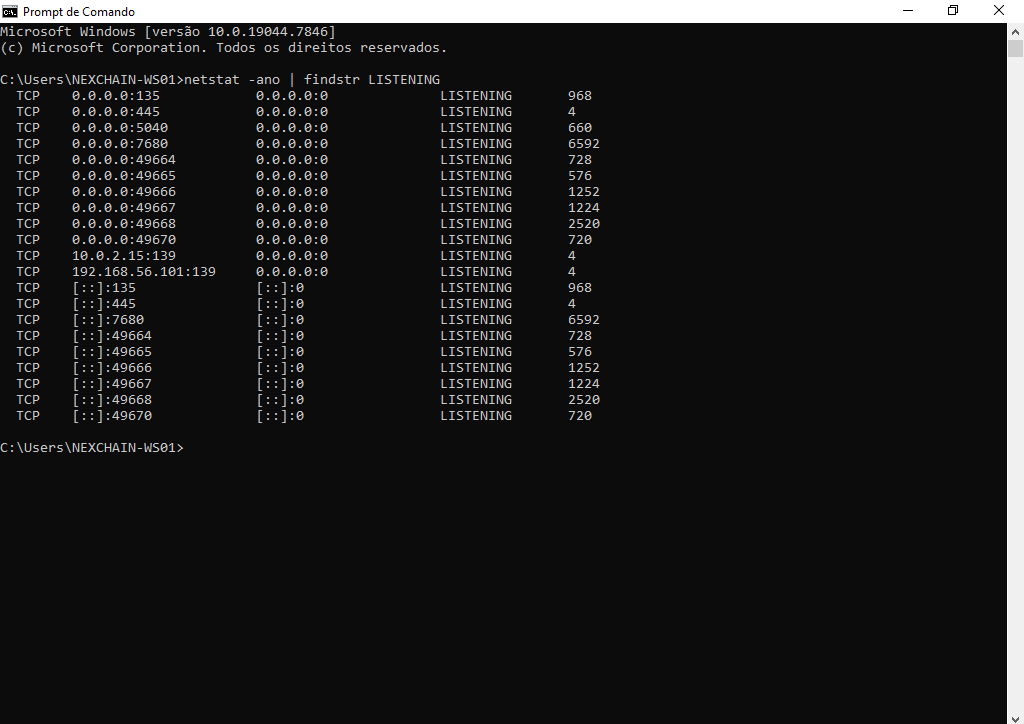 Prompt de Comando
Microsoft Windows [versão 10.0.19044.7846]
(c) Microsoft Corporation. Todos os direitos reservados.

C:\Users\NEXCHAIN-WS01>netstat -ano | findstr LISTENING
  TCP    0.0.0.0:135            0.0.0.0:0              LISTENING       968
  TCP    0.0.0.0:445            0.0.0.0:0              LISTENING       4
  TCP    0.0.0.0:5040           0.0.0.0:0              LISTENING       660
  TCP    0.0.0.0:7680           0.0.0.0:0              LISTENING       6592
  TCP    0.0.0.0:49664          0.0.0.0:0              LISTENING       728
  TCP    0.0.0.0:49665          0.0.0.0:0              LISTENING       576
  TCP    0.0.0.0:49666          0.0.0.0:0              LISTENING       1252
  TCP    0.0.0.0:49667          0.0.0.0:0              LISTENING       1224
  TCP    0.0.0.0:49668          0.0.0.0:0              LISTENING       2520
  TCP    0.0.0.0:49670          0.0.0.0:0              LISTENING       720
  TCP    10.0.2.15:139          0.0.0.0:0              LISTENING       4
  TCP    192.168.56.101:139     0.0.0.0:0              LISTENING       4
  TCP    [::]:135               [::]:0                 LISTENING       968
  TCP    [::]:445               [::]:0                 LISTENING       4
  TCP    [::]:7680              [::]:0                 LISTENING       6592
  TCP    [::]:49664             [::]:0                 LISTENING       728
  TCP    [::]:49665             [::]:0                 LISTENING       576
  TCP    [::]:49666             [::]:0                 LISTENING       1252
  TCP    [::]:49667             [::]:0                 LISTENING       1224
  TCP    [::]:49668             [::]:0                 LISTENING       2520
  TCP    [::]:49670             [::]:0                 LISTENING       720

C:\Users\NEXCHAIN-WS01>